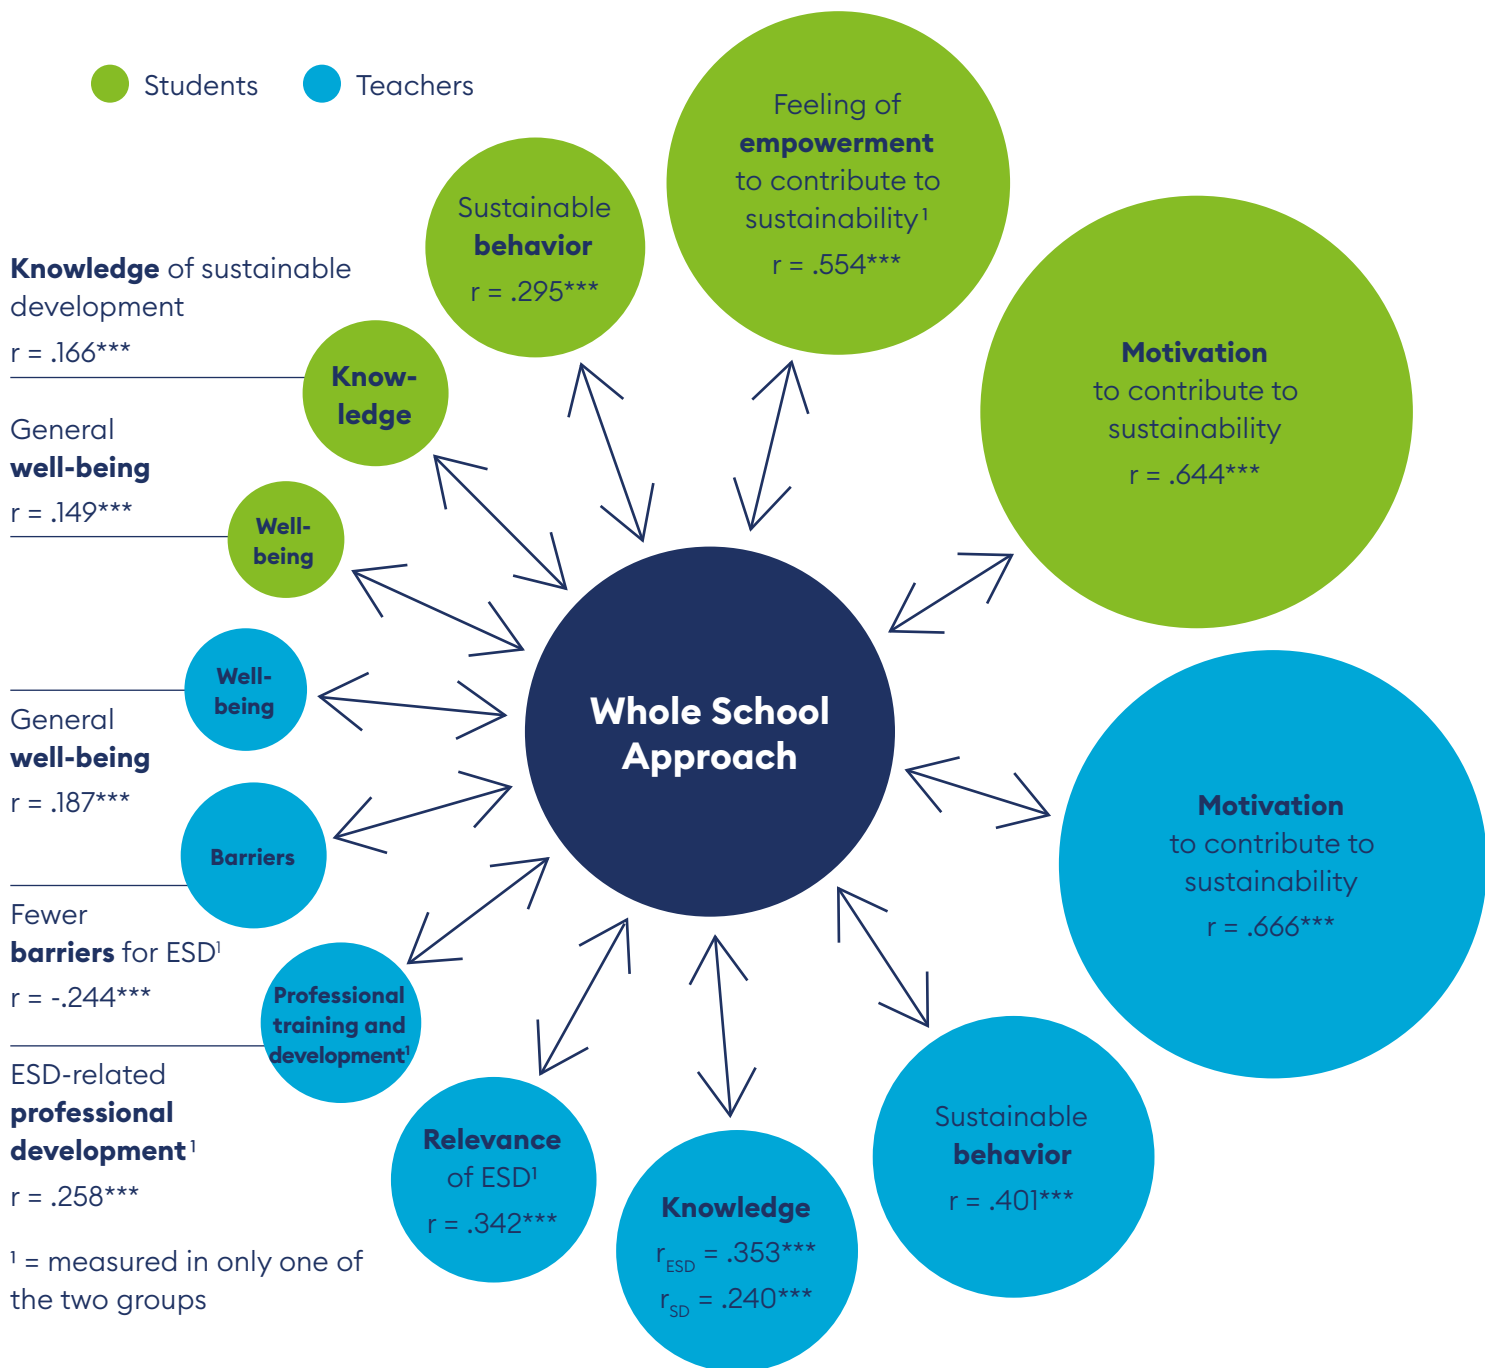 Students
Teachers
Feeling of
empowerment
to contribute to
sustainability¹
r = .554***
Sustainable
behavior
r = .295***
Motivation
to contribute to
sustainability
r = .644***
Knowledge of sustainable
development
r = .166***
Know-
ledge
General
well-being
r = .149***
Well-
being
Whole School
Approach
Well-
being
General
well-being
r = .187***
Barriers
Fewer
barriers for ESD¹
r = -.244***
Professional
training and
development¹
ESD-related
professional
development¹
r = .258***
Motivation
to contribute to
sustainability
r = .666***
Sustainable
behavior
r = .401***
Relevance
of ESD¹
r = .342***
Knowledge
r_ESD = .353***
r_SD = .240***
¹ = measured in only one of
the two groups